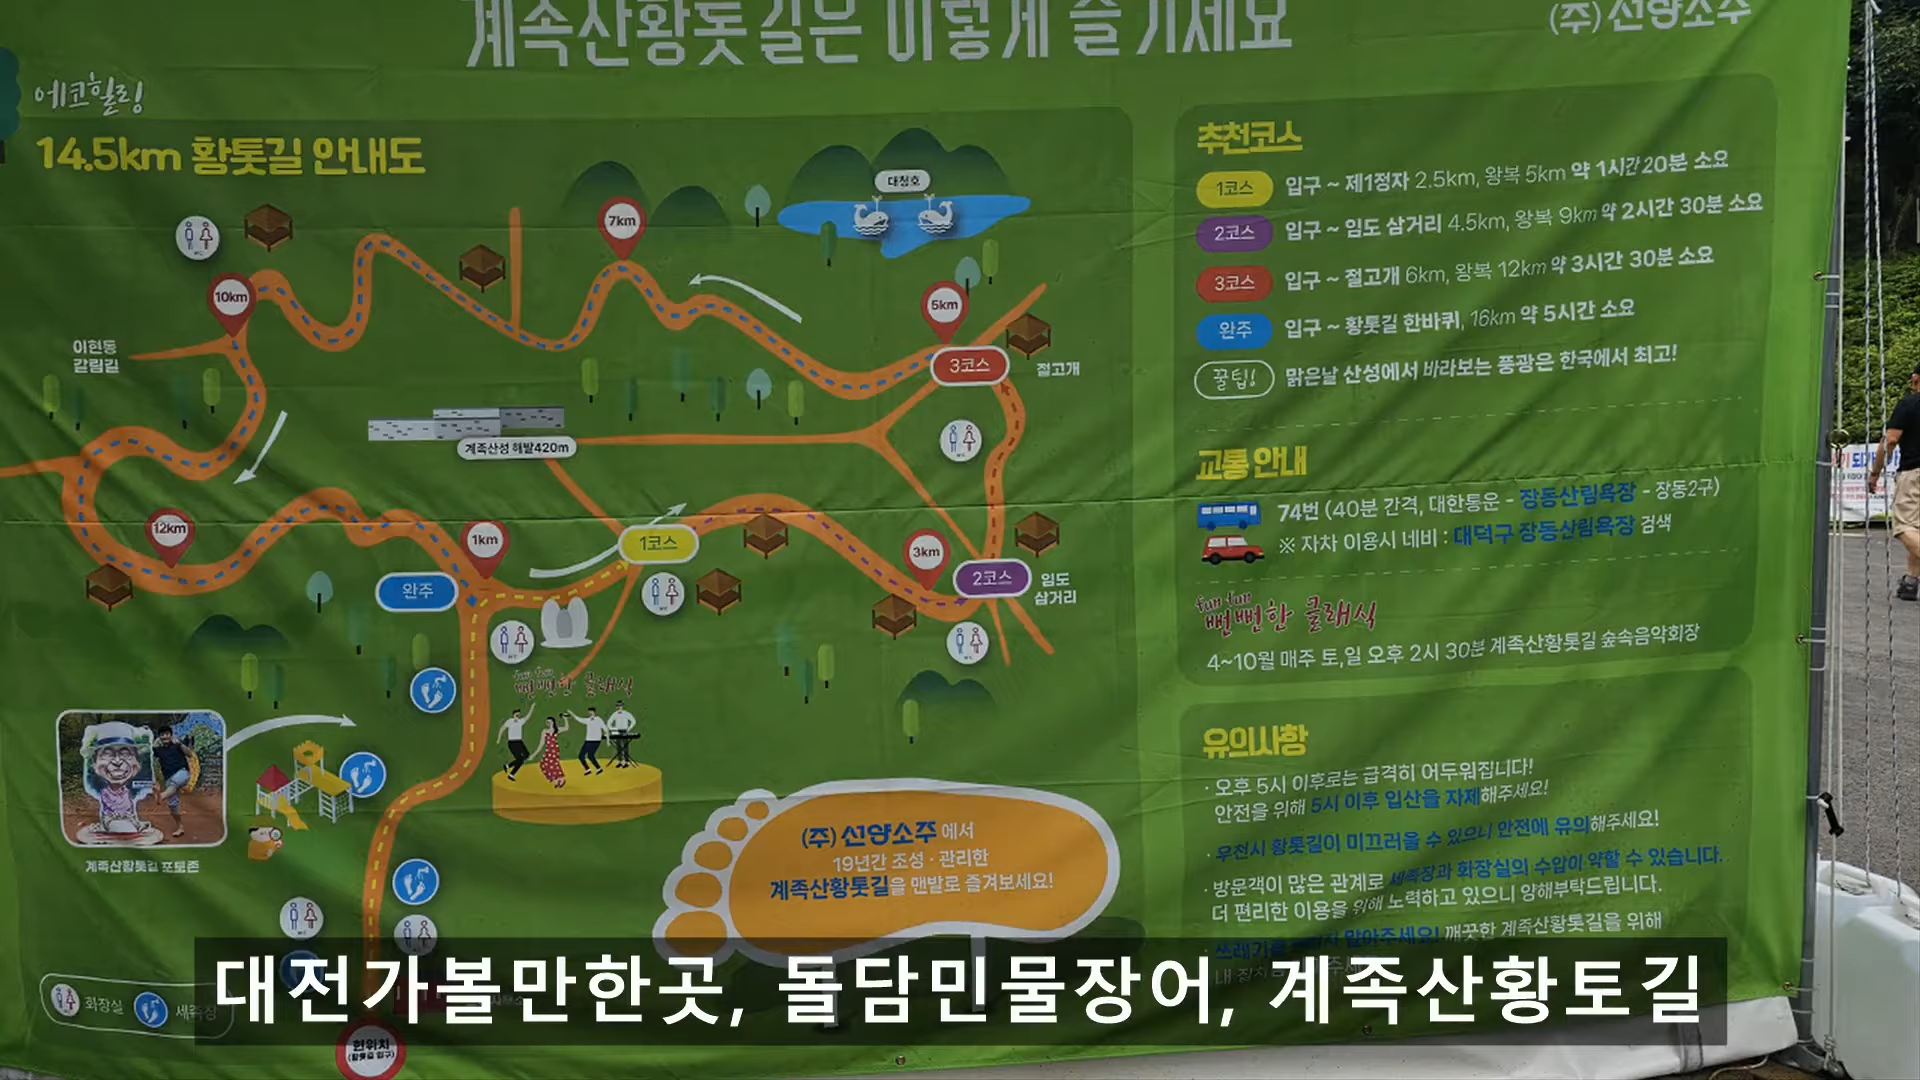 계족산황톳길은 이렇게 즐기세요
(주) 선양소주
에코힐링
14.5km 황톳길 안내도
대청호
7km
10km
5km
이현동
갈림길
3코스
절고개
계족산성 해발420m
12km
1km
1코스
3km
완주
2코스
임도
삼거리
fun fun
뻔뻔한 클래식
계족산황톳길 포토존
(주) 선양소주에서
19년간 조성·관리한
계족산황톳길을 맨발로 즐겨보세요!
화장실
세족장
현위치
(황톳길 입구)
추천코스
1코스 입구 ~ 제1정자 2.5km, 왕복 5km 약 1시간20분 소요
2코스 입구 ~ 임도 삼거리 4.5km, 왕복 9km 약 2시간 30분 소요
3코스 입구 ~ 절고개 6km, 왕복 12km 약 3시간 30분 소요
완주 입구 ~ 황톳길 한바퀴, 16km 약 5시간 소요
꿀팁! 맑은날 산성에서 바라보는 풍광은 한국에서 최고!
교통 안내
74번 (40분 간격, 대한통운 - 장동산림욕장 - 장동2구)
※ 자차 이용시 네비 : 대덕구 장동산림욕장 검색
fun fun
뻔뻔한 클래식
4~10월 매주 토,일 오후 2시 30분 계족산황톳길 숲속음악회장
유의사항
· 오후 5시 이후로는 급격히 어두워집니다!
안전을 위해 5시 이후 입산을 자제해주세요!
· 우천시 황톳길이 미끄러울 수 있으니 안전에 유의해주세요!
· 방문객이 많은 관계로 세족장과 화장실의 수압이 약할 수 있습니다.
더 편리한 이용을 위해 노력하고 있으니 양해부탁드립니다.
· 쓰레기를 말아주세요! 깨끗한 계족산황톳길을 위해
대전가볼만한곳, 돌담민물장어, 계족산황토길